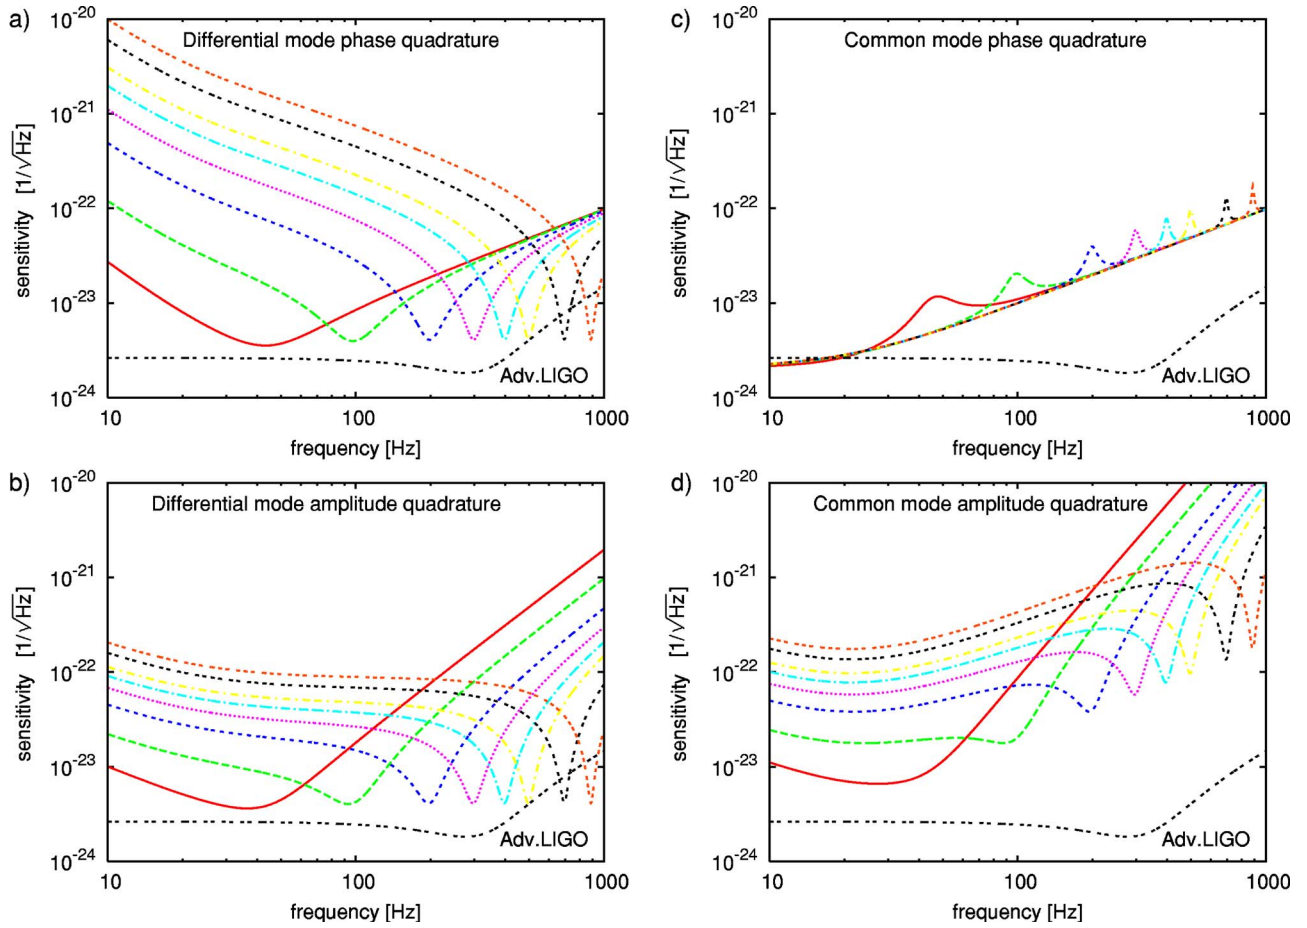 a)
Differential mode phase quadrature
sensitivity [1/√Hz]
10^-20
10^-21
10^-22
10^-23
10^-24
Adv.LIGO
10 100 1000
frequency [Hz]
c)
Common mode phase quadrature
sensitivity [1/√Hz]
10^-20
10^-21
10^-22
10^-23
10^-24
Adv.LIGO
10 100 1000
frequency [Hz]
b)
Differential mode amplitude quadrature
sensitivity [1/√Hz]
10^-20
10^-21
10^-22
10^-23
10^-24
Adv.LIGO
10 100 1000
frequency [Hz]
d)
Common mode amplitude quadrature
sensitivity [1/√Hz]
10^-20
10^-21
10^-22
10^-23
10^-24
Adv.LIGO
10 100 1000
frequency [Hz]